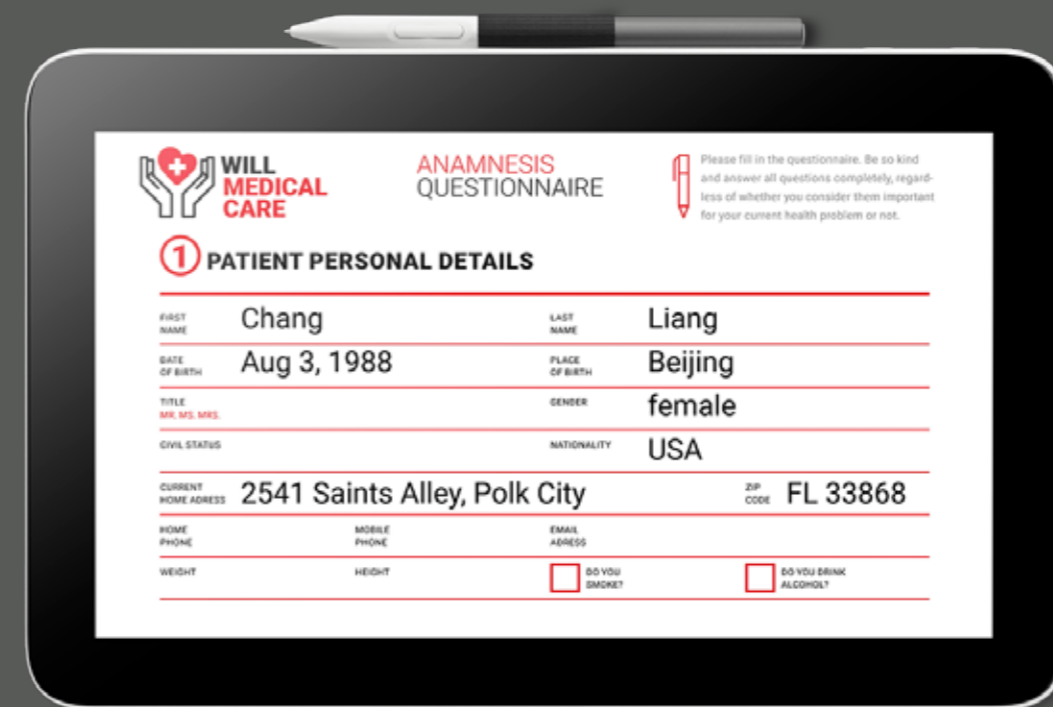 WILL
MEDICAL
CARE
ANAMNESIS
QUESTIONNAIRE
Please fill in the questionnaire. Be so kind
and answer all questions completely, regard-
less of whether you consider them important
for your current health problem or not.
1 PATIENT PERSONAL DETAILS
FIRST
NAME
Chang
LAST
NAME
Liang
DATE
OF BIRTH
Aug 3, 1988
PLACE
OF BIRTH
Beijing
TITLE
MR. MS. MRS.
GENDER
female
CIVIL STATUS
NATIONALITY
USA
CURRENT
HOME ADRESS
2541 Saints Alley, Polk City
ZIP
CODE
FL 33868
HOME
PHONE
MOBILE
PHONE
EMAIL
ADRESS
WEIGHT
HEIGHT
DO YOU
SMOKE?
DO YOU DRINK
ALCOHOL?